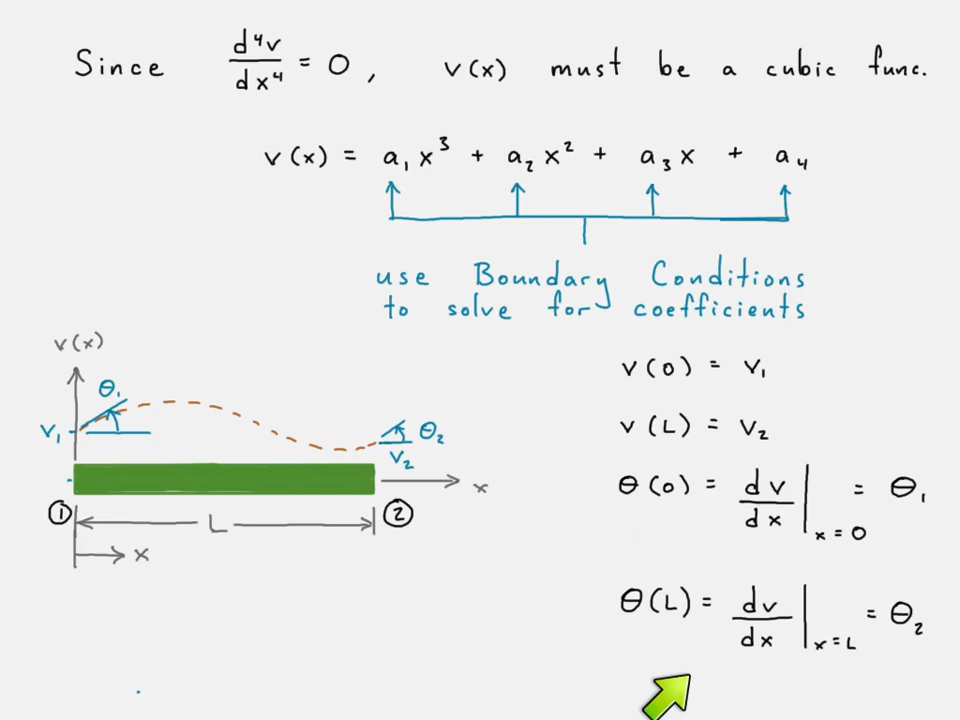 Since d⁴v/dx⁴ = 0, v(x) must be a cubic func.
v(x) = a₁x³ + a₂x² + a₃x + a₄
use Boundary Conditions
to solve for coefficients
v(x)
θ₁
v₁
θ₂
v₂
x
① L ②
x
v(0) = v₁
v(L) = v₂
θ(0) = dv/dx |ₓ₌₀ = θ₁
θ(L) = dv/dx |x=L = θ₂